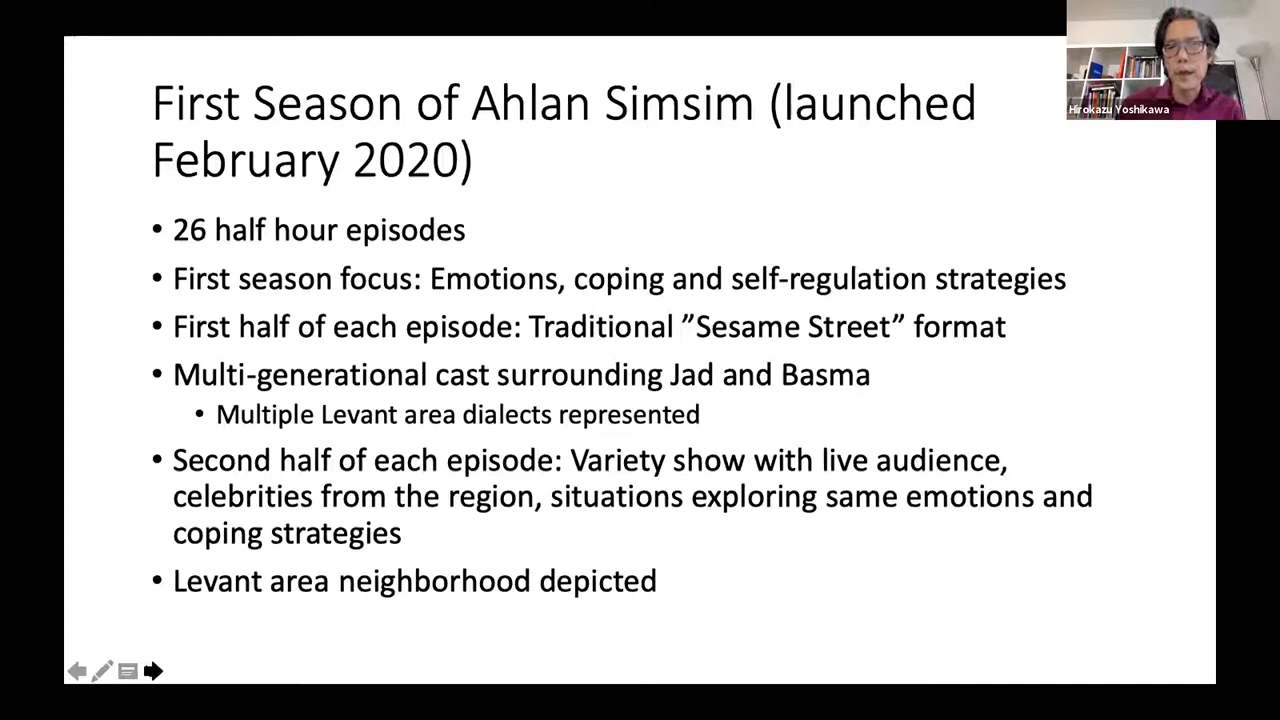 First Season of Ahlan Simsim (launched
February 2020)
• 26 half hour episodes
• First season focus: Emotions, coping and self-regulation strategies
• First half of each episode: Traditional ”Sesame Street” format
• Multi-generational cast surrounding Jad and Basma
• Multiple Levant area dialects represented
• Second half of each episode: Variety show with live audience,
celebrities from the region, situations exploring same emotions and
coping strategies
• Levant area neighborhood depicted
Hirokazu Yoshikawa